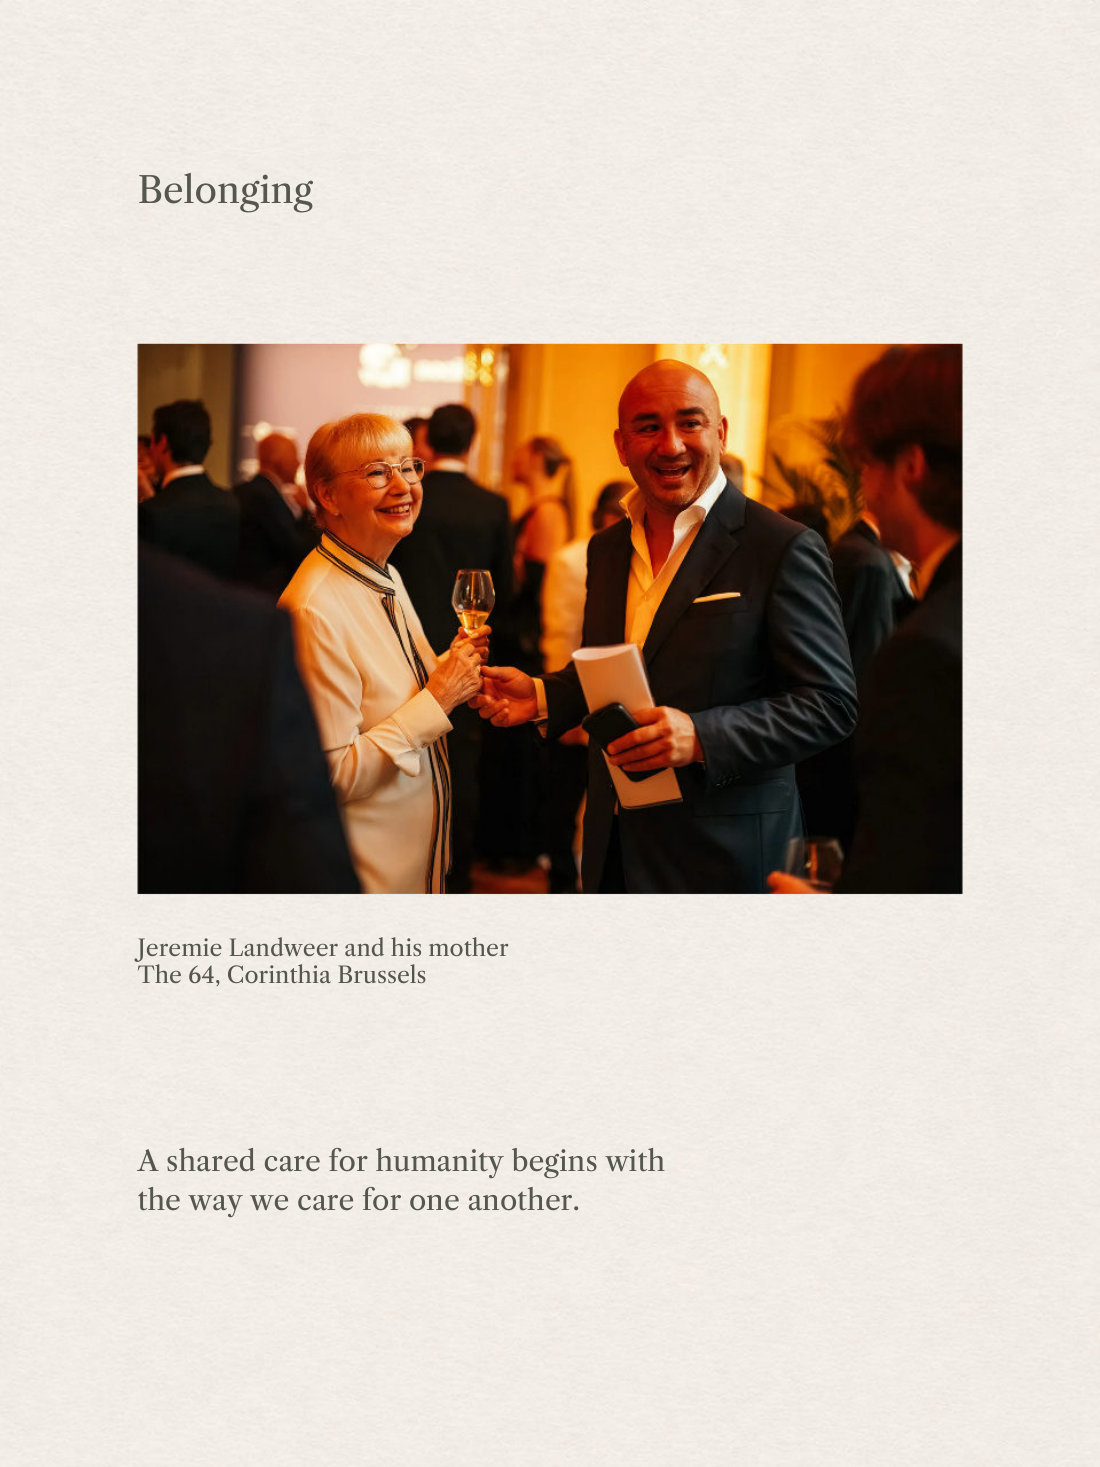 Belonging
Jeremie Landweer and his mother
The 64, Corinthia Brussels
A shared care for humanity begins with
the way we care for one another.